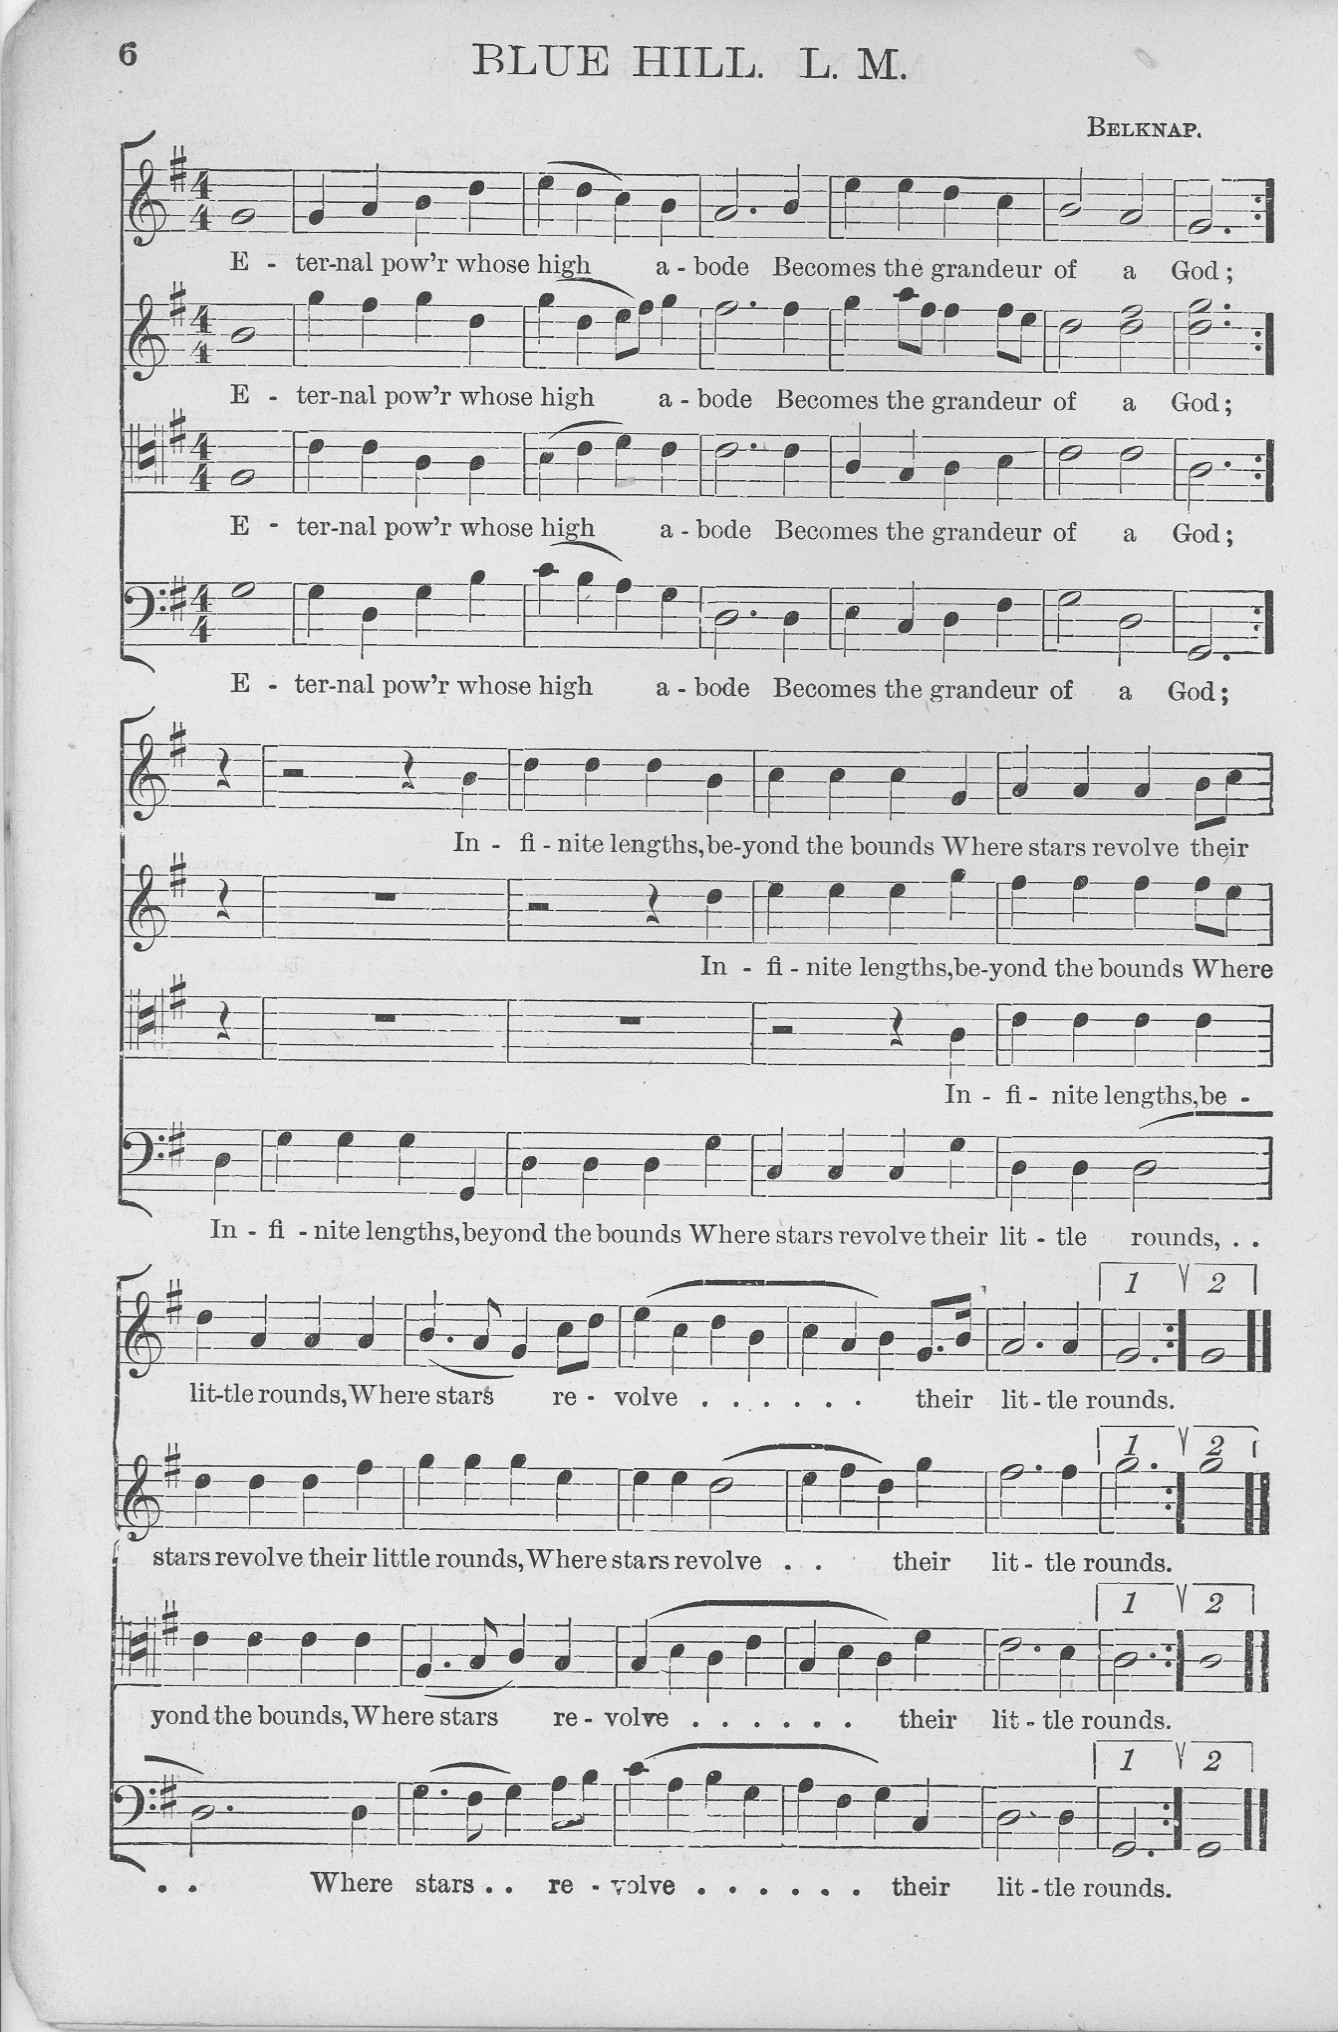 6
BLUE HILL. L. M.
BELKNAP.
E - ter-nal pow'r whose high a - bode Becomes the grandeur of a God;
E - ter-nal pow'r whose high a - bode Becomes the grandeur of a God;
E - ter-nal pow'r whose high a - bode Becomes the grandeur of a God;
E - ter-nal pow'r whose high a - bode Becomes the grandeur of a God;
In - fi - nite lengths, be-yond the bounds Where stars revolve their
In - fi - nite lengths, be-yond the bounds Where
In - fi - nite lengths, be -
In - fi - nite lengths, beyond the bounds Where stars revolve their lit - tle rounds, . .
1 2
lit-tle rounds, Where stars re - volve . . . . . . their lit - tle rounds.
1 2
stars revolve their little rounds, Where stars revolve . . their lit - tle rounds.
1 2
yond the bounds, Where stars re - volve . . . . . . their lit - tle rounds.
1 2
. . Where stars . . re - volve . . . . . . their lit - tle rounds.